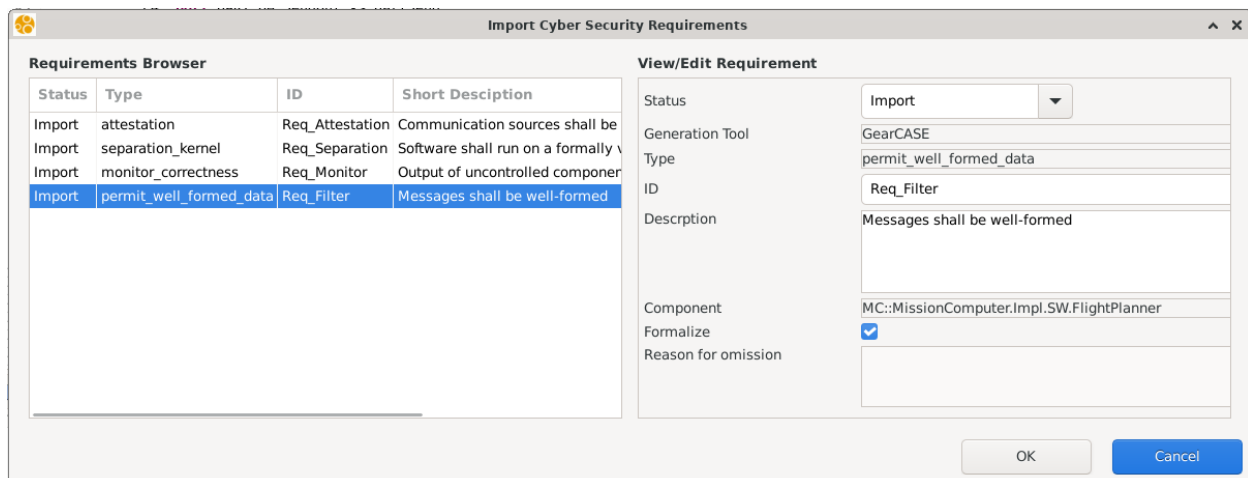 Import Cyber Security Requirements
Requirements Browser
Status Type ID Short Desciption
Import attestation Req_Attestation Communication sources shall be
Import separation_kernel Req_Separation Software shall run on a formally
Import monitor_correctness Req_Monitor Output of uncontrolled
Import permit_well_formed_data Req_Filter Messages shall be well-formed
View/Edit Requirement
Status Import
Generation Tool GearCASE
Type permit_well_formed_data
ID Req_Filter
Descrption Messages shall be well-formed
Component MC::MissionComputer.Impl.SW.FlightPlanner
Formalize
Reason for omission
OK Cancel